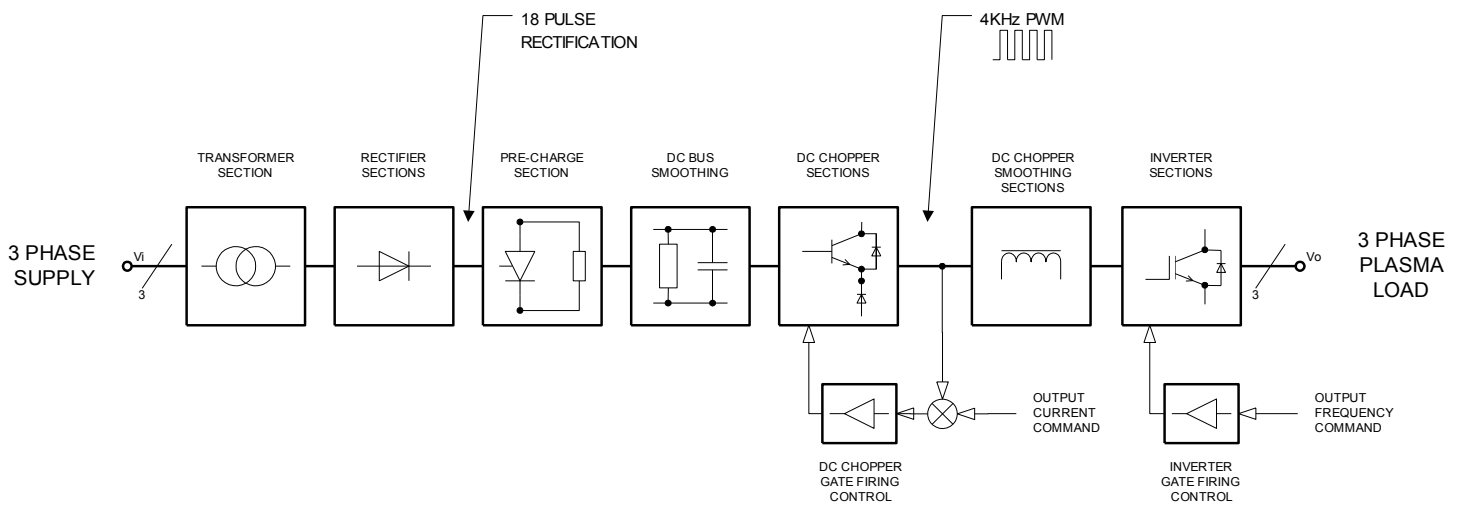 18 PULSE
RECTIFICATION
4KHz PWM
TRANSFORMER
SECTION
RECTIFIER
SECTIONS
PRE-CHARGE
SECTION
DC BUS
SMOOTHING
DC CHOPPER
SECTIONS
DC CHOPPER
SMOOTHING
SECTIONS
INVERTER
SECTIONS
3 PHASE
SUPPLY
Vi
3
Vo
3
3 PHASE
PLASMA
LOAD
OUTPUT
CURRENT
COMMAND
OUTPUT
FREQUENCY
COMMAND
DC CHOPPER
GATE FIRING
CONTROL
INVERTER
GATE FIRING
CONTROL